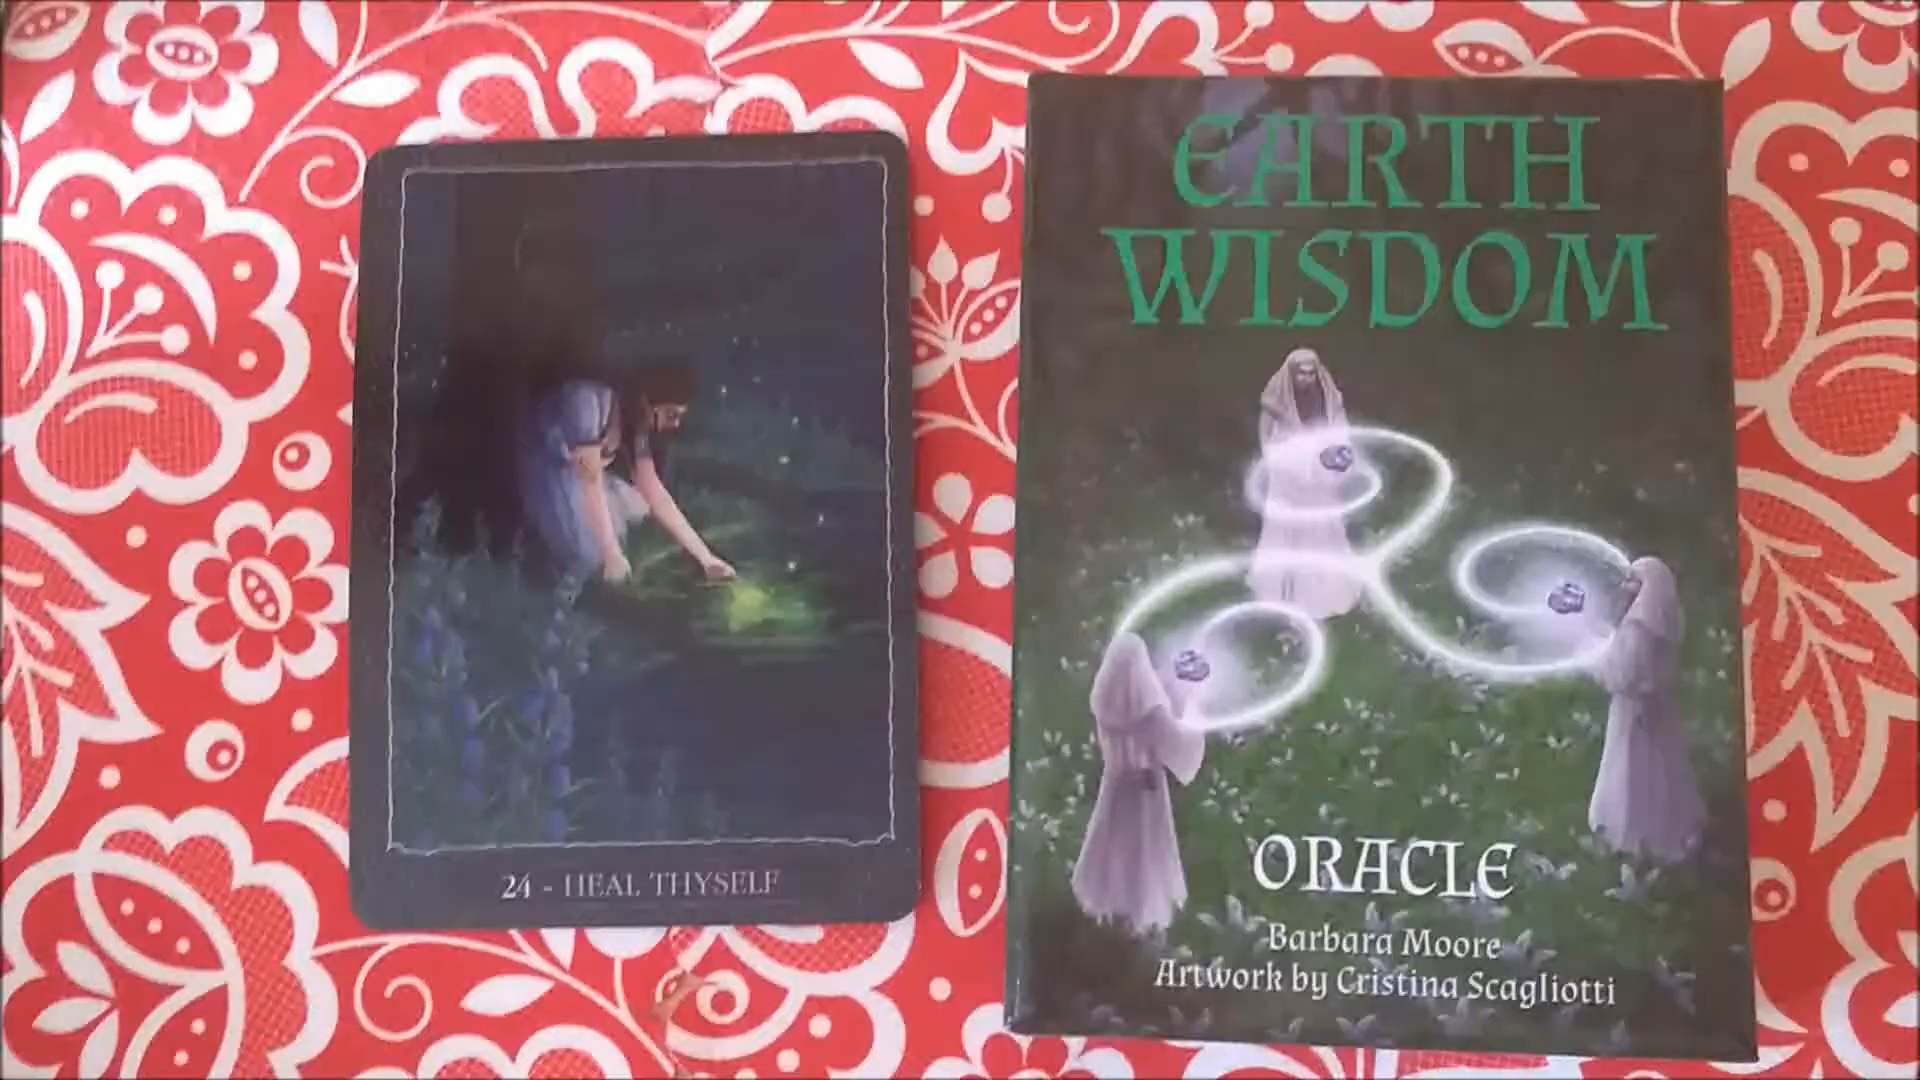 24 - HEAL THYSELF
EARTH
WISDOM
ORACLE
Barbara Moore
Artwork by Cristina Scagliotti